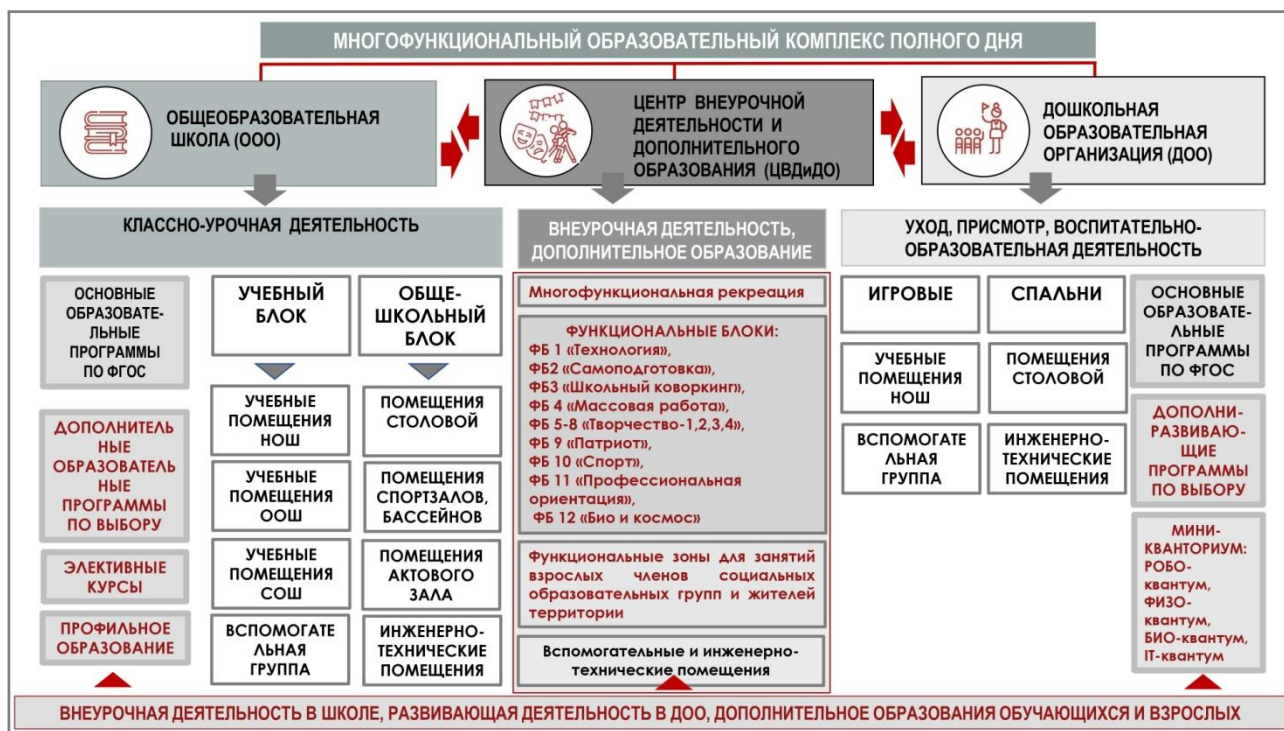 МНОГОФУНКЦИОНАЛЬНЫЙ ОБРАЗОВАТЕЛЬНЫЙ КОМПЛЕКС ПОЛНОГО ДНЯ
ОБЩЕОБРАЗОВАТЕЛЬНАЯ
ШКОЛА (ООО)
ЦЕНТР ВНЕУРОЧНОЙ
ДЕЯТЕЛЬНОСТИ И
ДОПОЛНИТЕЛЬНОГО
ОБРАЗОВАНИЯ (ЦВДиДО)
ДОШКОЛЬНАЯ
ОБРАЗОВАТЕЛЬНАЯ
ОРГАНИЗАЦИЯ (ДОО)
КЛАССНО-УРОЧНАЯ ДЕЯТЕЛЬНОСТЬ
ОСНОВНЫЕ
ОБРАЗОВАТЕ-
ЛЬНЫЕ
ПРОГРАММЫ
ПО ФГОС
ДОПОЛНИТЕЛЬ
НЫЕ
ОБРАЗОВАТЕЛЬ
НЫЕ
ПРОГРАММЫ
ПО ВЫБОРУ
ЭЛЕКТИВНЫЕ
КУРСЫ
ПРОФИЛЬНОЕ
ОБРАЗОВАНИЕ
УЧЕБНЫЙ
БЛОК
УЧЕБНЫЕ
ПОМЕЩЕНИЯ
НОШ
УЧЕБНЫЕ
ПОМЕЩЕНИЯ
ООШ
УЧЕБНЫЕ
ПОМЕЩЕНИЯ
СОШ
ВСПОМОГАТЕ
ЛЬНАЯ
ГРУППА
ОБЩЕ-
ШКОЛЬНЫЙ
БЛОК
ПОМЕЩЕНИЯ
СТОЛОВОЙ
ПОМЕЩЕНИЯ
СПОРТЗАЛОВ,
БАССЕЙНОВ
ПОМЕЩЕНИЯ
АКТОВОГО
ЗАЛА
ИНЖЕНЕРНО-
ТЕХНИЧЕСКИЕ
ПОМЕЩЕНИЯ
ВНЕУРОЧНАЯ ДЕЯТЕЛЬНОСТЬ,
ДОПОЛНИТЕЛЬНОЕ ОБРАЗОВАНИЕ
Многофункциональная рекреация
ФУНКЦИОНАЛЬНЫЕ БЛОКИ:
ФБ 1 «Технология»,
ФБ2 «Самоподготовка»,
ФБ3 «Школьный коворкинг»,
ФБ 4 «Массовая работа»,
ФБ 5-8 «Творчество-1,2,3,4»,
ФБ 9 «Патриот»,
ФБ 10 «Спорт»,
ФБ 11 «Профессиональная
ориентация»,
ФБ 12 «Био и космос»
Функциональные зоны для занятий
взрослых членов социальных
образовательных групп и жителей
территории
Вспомогательные и инженерно-
технические помещения
УХОД, ПРИСМОТР, ВОСПИТАТЕЛЬНО-
ОБРАЗОВАТЕЛЬНАЯ ДЕЯТЕЛЬНОСТЬ
ИГРОВЫЕ
УЧЕБНЫЕ
ПОМЕЩЕНИЯ
НОШ
ВСПОМОГАТЕ
ЛЬНАЯ
ГРУППА
СПАЛЬНИ
ПОМЕЩЕНИЯ
СТОЛОВОЙ
ИНЖЕНЕРНО-
ТЕХНИЧЕСКИЕ
ПОМЕЩЕНИЯ
ОСНОВНЫЕ
ОБРАЗОВАТЕ-
ЛЬНЫЕ
ПРОГРАММЫ
ПО ФГОС
ДОПОЛНИ-
РАЗВИВАЮ-
ЩИЕ
ПРОГРАММЫ
ПО ВЫБОРУ
МИНИ-
КВАНТОРИУМ:
РОБО-
квантум,
ФИЗО-
квантум,
БИО-квантум,
IT-квантум
ВНЕУРОЧНАЯ ДЕЯТЕЛЬНОСТЬ В ШКОЛЕ, РАЗВИВАЮЩАЯ ДЕЯТЕЛЬНОСТЬ В ДОО, ДОПОЛНИТЕЛЬНОЕ ОБРАЗОВАНИЯ ОБУЧАЮЩИХСЯ И ВЗРОСЛЫХ